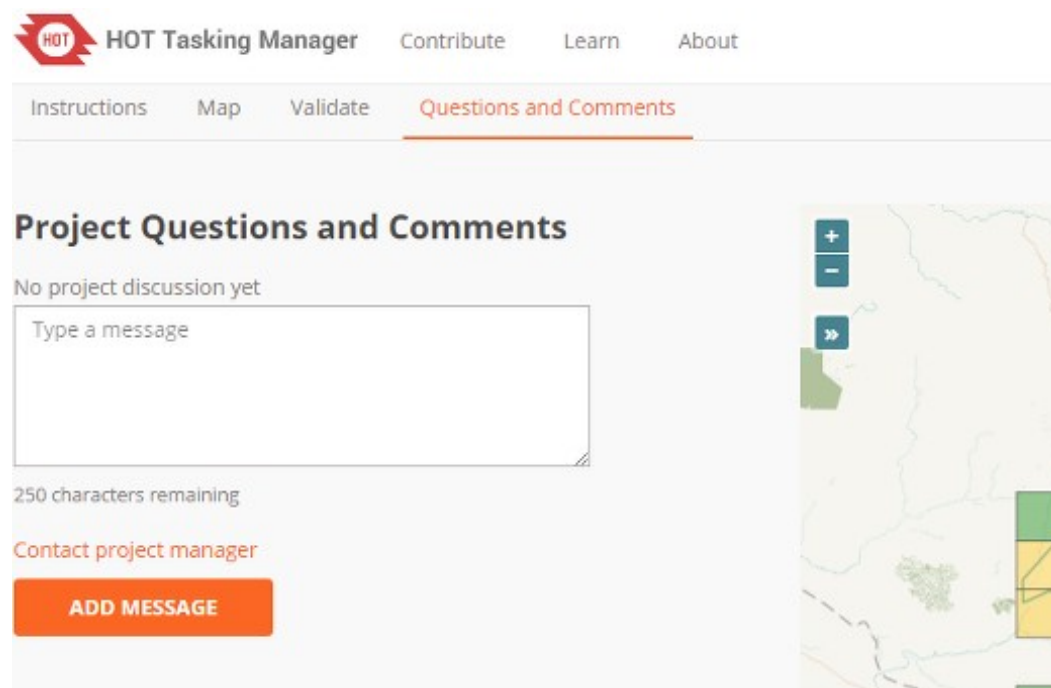 HOT HOT Tasking Manager Contribute Learn About
Instructions Map Validate Questions and Comments
Project Questions and Comments
No project discussion yet
Type a message
250 characters remaining
Contact project manager
ADD MESSAGE
+
−
»